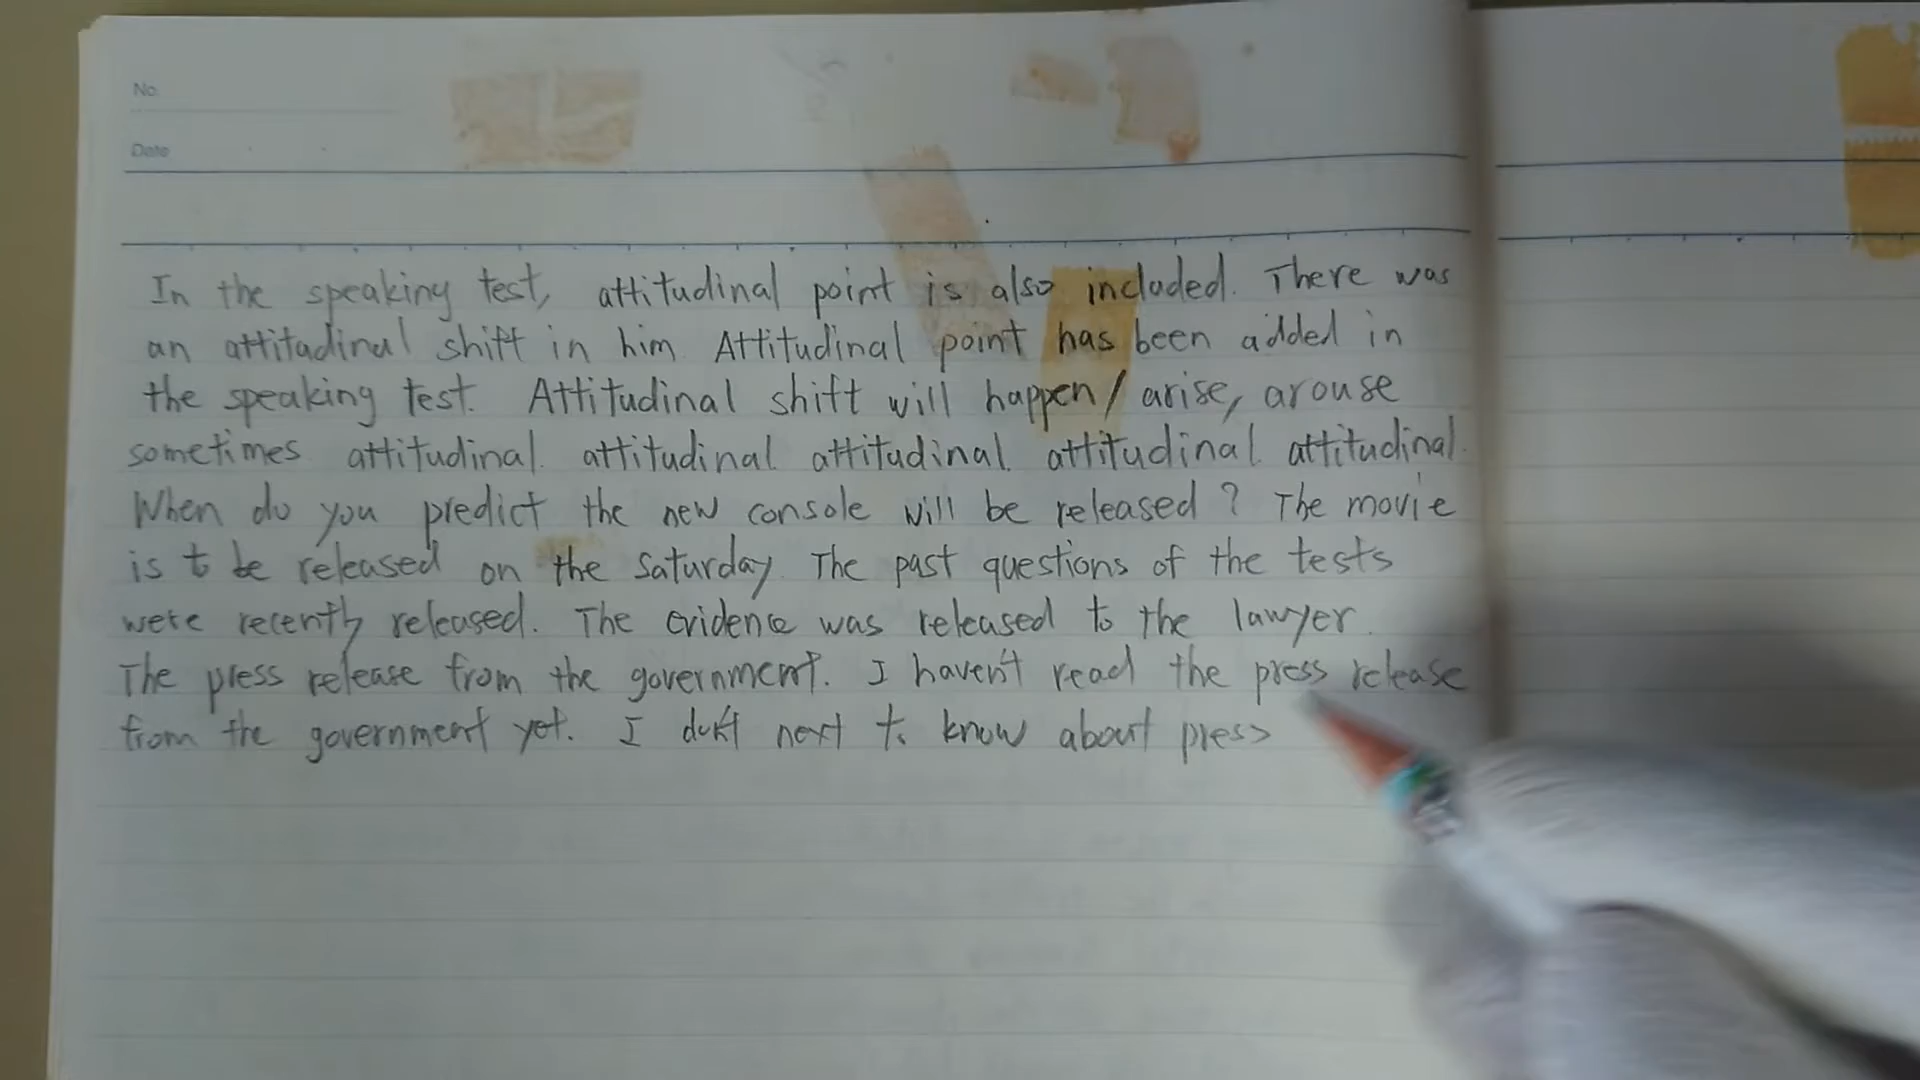 No.
Date
In the speaking test, attitudinal point is also included. There was
an attitudinal shift in him. Attitudinal point has been added in
the speaking test. Attitudinal shift will happen / arise, arouse
sometimes attitudinal. attitudinal attitudinal. attitudinal. attitudinal.
When do you predict the new console will be released? The movie
is to be released on the Saturday. The past questions of the tests
were recently released. The evidence was released to the lawyer.
The press release from the government. I haven't read the press release
from the government yet. I don't to know about press